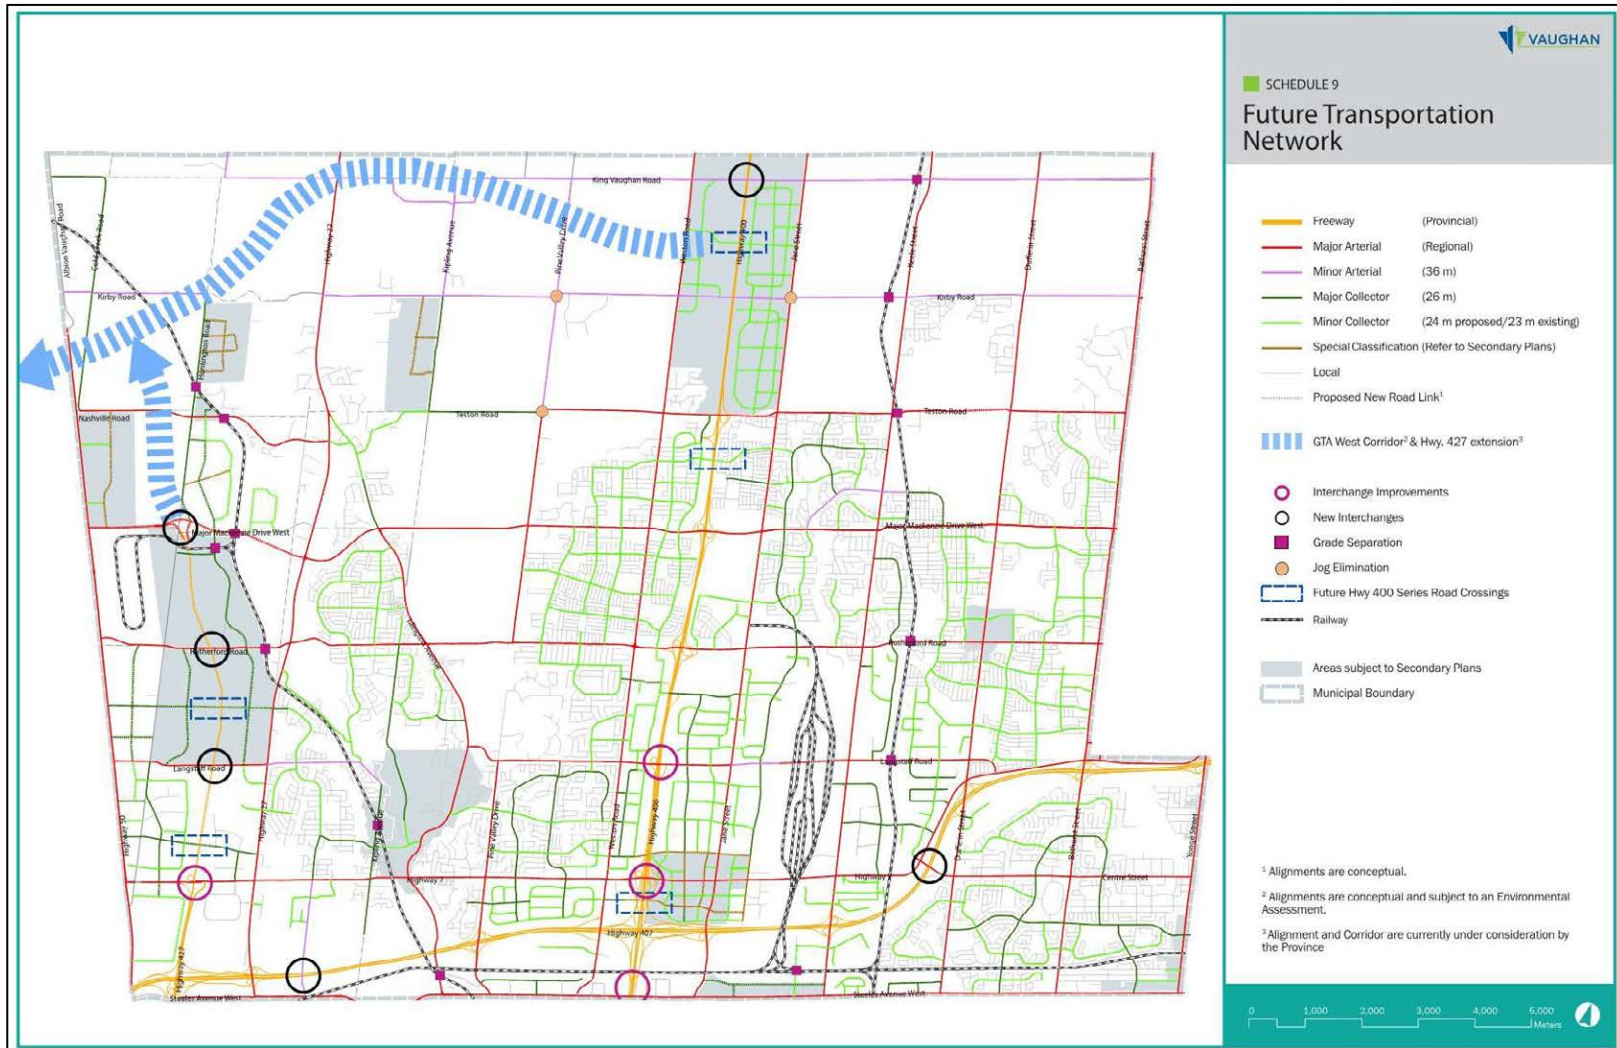 VAUGHAN
SCHEDULE 9
Future Transportation
Network
Freeway (Provincial)
Major Arterial (Regional)
Minor Arterial (36 m)
Major Collector (26 m)
Minor Collector (24 m proposed/23 m existing)
Special Classification (Refer to Secondary Plans)
Local
Proposed New Road Link¹
GTA West Corridor² & Hwy. 427 extension³
Interchange Improvements
New Interchanges
Grade Separation
Jog Elimination
Future Hwy 400 Series Road Crossings
Railway
Areas subject to Secondary Plans
Municipal Boundary
¹ Alignments are conceptual.
² Alignments are conceptual and subject to an Environmental
Assessment.
³ Alignment and Corridor are currently under consideration by
the Province
0 1,000 2,000 3,000 4,000 5,000
Meters
King Vaughan Road
Albion Vaughan Road
Highway 27
Kipling Avenue
Pine Valley Drive
Weston Road
Highway 400
Jane Street
Keele Street
Dufferin Street
Bathurst Street
Kirby Road
Kirby Road
Huntington Road
Nashville Road
Teston Road
Teston Road
Major Mackenzie Drive West
Major Mackenzie Drive West
Islington Avenue
Rutherford Road
Rutherford Road
Langstaff Road
Langstaff Road
Highway 50
Highway 27
Kipling Avenue
Pine Valley Drive
Weston Road
Highway 400
Jane Street
Dufferin Street
Bathurst Street
Yonge Street
Highway 7
Highway
Centre Street
Highway 407
Highway 427
Steeles Avenue West
Steeles Avenue West